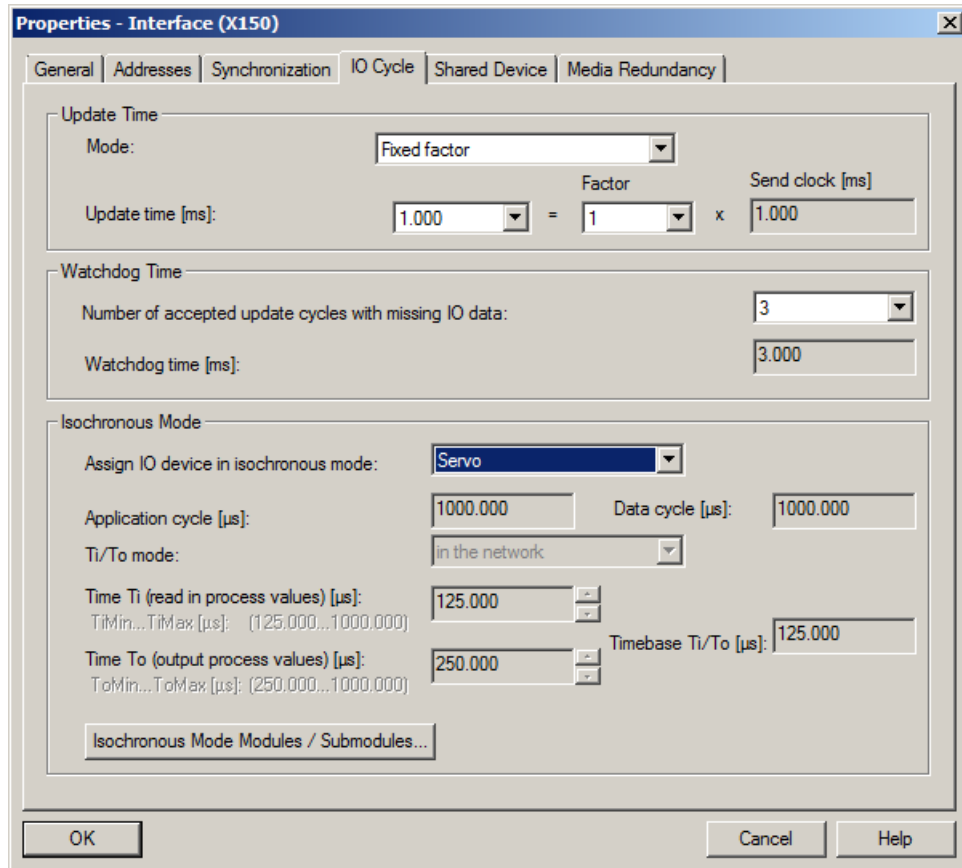 Properties - Interface (X150)
General Addresses Synchronization IO Cycle Shared Device Media Redundancy
Update Time
Mode: Fixed factor
Factor Send clock [ms]
Update time [ms]: 1.000 = 1 x 1.000
Watchdog Time
Number of accepted update cycles with missing IO data: 3
Watchdog time [ms]: 3.000
Isochronous Mode
Assign IO device in isochronous mode: Servo
Application cycle [µs]: 1000.000 Data cycle [µs]: 1000.000
Ti/To mode: in the network
Time Ti (read in process values) [µs]: 125.000
TiMin...TiMax [µs]: (125.000...1000.000)
Timebase Ti/To [µs]: 125.000
Time To (output process values) [µs]: 250.000
ToMin...ToMax [µs]: (250.000...1000.000)
Isochronous Mode Modules / Submodules...
OK Cancel Help